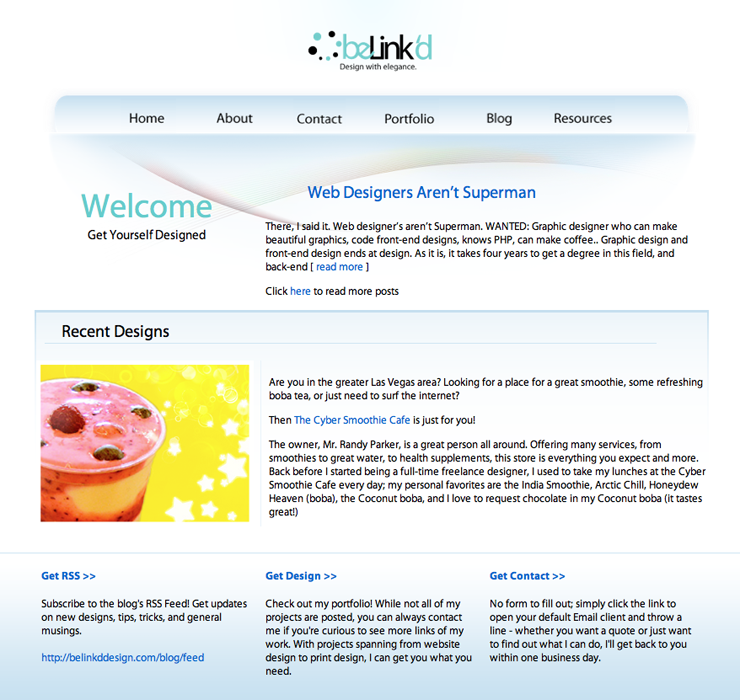 beLink'd
Design with elegance.
Home About Contact Portfolio Blog Resources
Welcome
Get Yourself Designed
Web Designers Aren't Superman
There, I said it. Web designer's aren't Superman. WANTED: Graphic designer who can make
beautiful graphics, code front-end designs, knows PHP, can make coffee.. Graphic design and
front-end design ends at design. As it is, it takes four years to get a degree in this field, and
back-end [ read more ]
Click here to read more posts
Recent Designs
Are you in the greater Las Vegas area? Looking for a place for a great smoothie, some refreshing
boba tea, or just need to surf the internet?
Then The Cyber Smoothie Cafe is just for you!
The owner, Mr. Randy Parker, is a great person all around. Offering many services, from
smoothies to great water, to health supplements, this store is everything you expect and more.
Back before I started being a full-time freelance designer, I used to take my lunches at the Cyber
Smoothie Cafe every day; my personal favorites are the India Smoothie, Arctic Chill, Honeydew
Heaven (boba), the Coconut boba, and I love to request chocolate in my Coconut boba (it tastes
great!)
Get RSS >>
Subscribe to the blog's RSS Feed! Get updates
on new designs, tips, tricks, and general
musings.
http://belinkddesign.com/blog/feed
Get Design >>
Check out my portfolio! While not all of my
projects are posted, you can always contact
me if you're curious to see more links of my
work. With projects spanning from website
design to print design, I can get you what you
need.
Get Contact >>
No form to fill out; simply click the link to
open your default Email client and throw a
line - whether you want a quote or just want
to find out what I can do, I'll get back to you
within one business day.